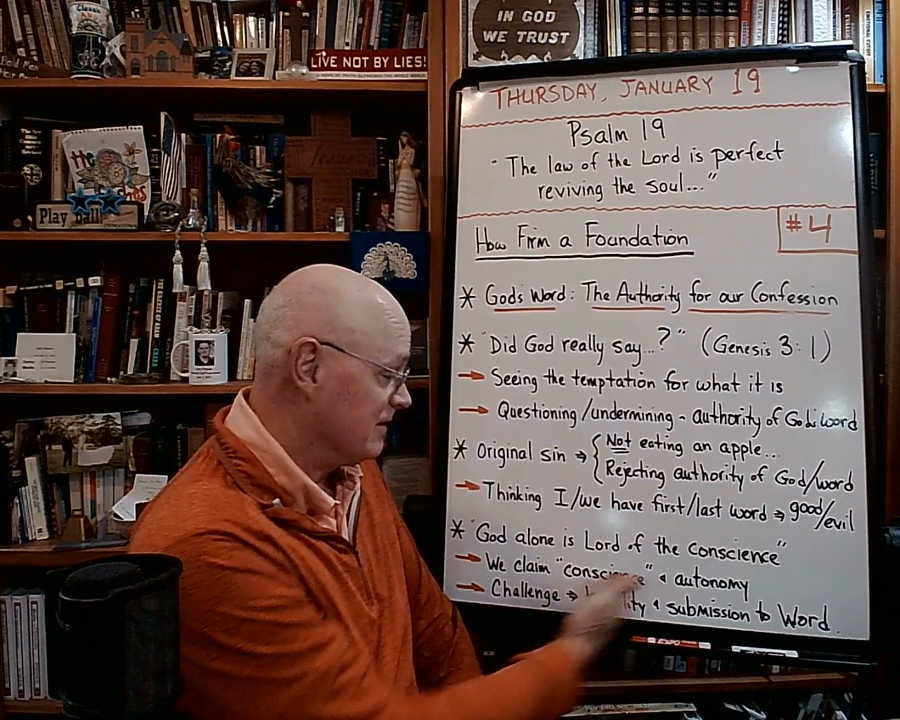 IN GOD
WE TRUST
LIVE NOT BY LIES!
Play Ball
THURSDAY, JANUARY 19
Psalm 19
"The law of the Lord is perfect
reviving the soul..."
How Firm a Foundation
#4
* Gods Word: The Authority for our Confession
* "Did God really say...?" (Genesis 3:1)
→ Seeing the temptation for what it is
→ Questioning/undermining - authority of Gods word
* Original sin → { Not eating an apple...
Rejecting authority of God/word
→ Thinking I/we have first/last word → good/evil
* "God alone is Lord of the conscience"
→ We claim "conscience" & autonomy
→ Challenge → & submission to Word